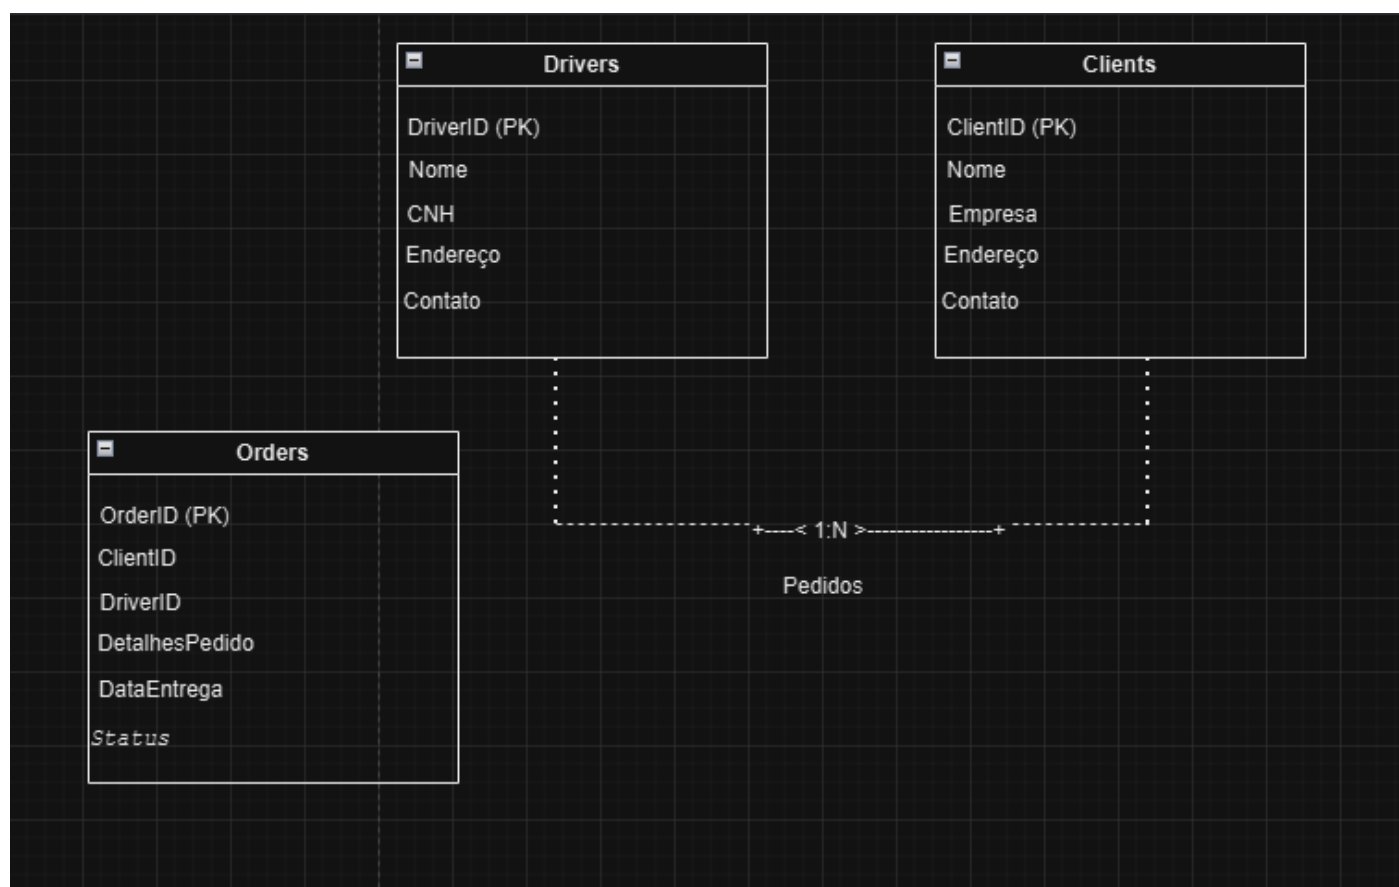 Drivers
DriverID (PK)
Nome
CNH
Endereço
Contato
Clients
ClientID (PK)
Nome
Empresa
Endereço
Contato
Orders
OrderID (PK)
ClientID
DriverID
DetalhesPedido
DataEntrega
Status
+----< 1:N >-----------------+
Pedidos